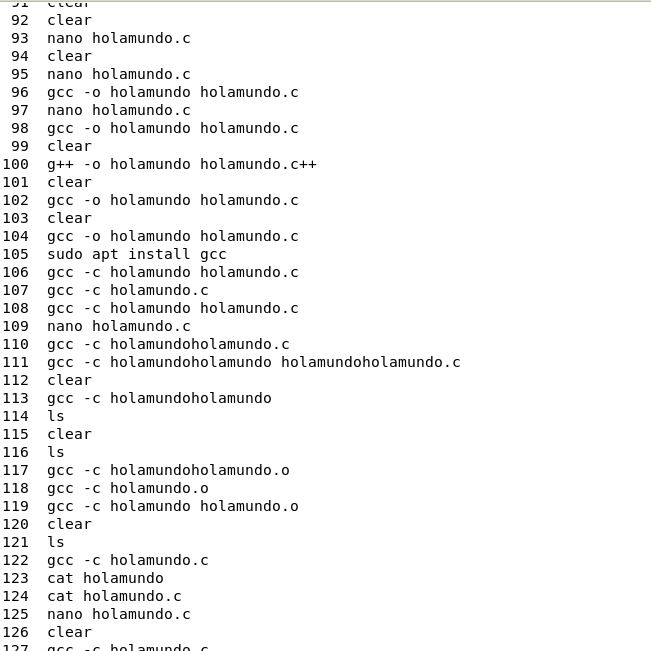 91  clear
92  clear
93  nano holamundo.c
94  clear
95  nano holamundo.c
96  gcc -o holamundo holamundo.c
97  nano holamundo.c
98  gcc -o holamundo holamundo.c
99  clear
100  g++ -o holamundo holamundo.c++
101  clear
102  gcc -o holamundo holamundo.c
103  clear
104  gcc -o holamundo holamundo.c
105  sudo apt install gcc
106  gcc -c holamundo holamundo.c
107  gcc -c holamundo.c
108  gcc -c holamundo holamundo.c
109  nano holamundo.c
110  gcc -c holamundoholamundo.c
111  gcc -c holamundoholamundo holamundoholamundo.c
112  clear
113  gcc -c holamundoholamundo
114  ls
115  clear
116  ls
117  gcc -c holamundoholamundo.o
118  gcc -c holamundo.o
119  gcc -c holamundo holamundo.o
120  clear
121  ls
122  gcc -c holamundo.c
123  cat holamundo
124  cat holamundo.c
125  nano holamundo.c
126  clear
127  gcc -c holamundo.c